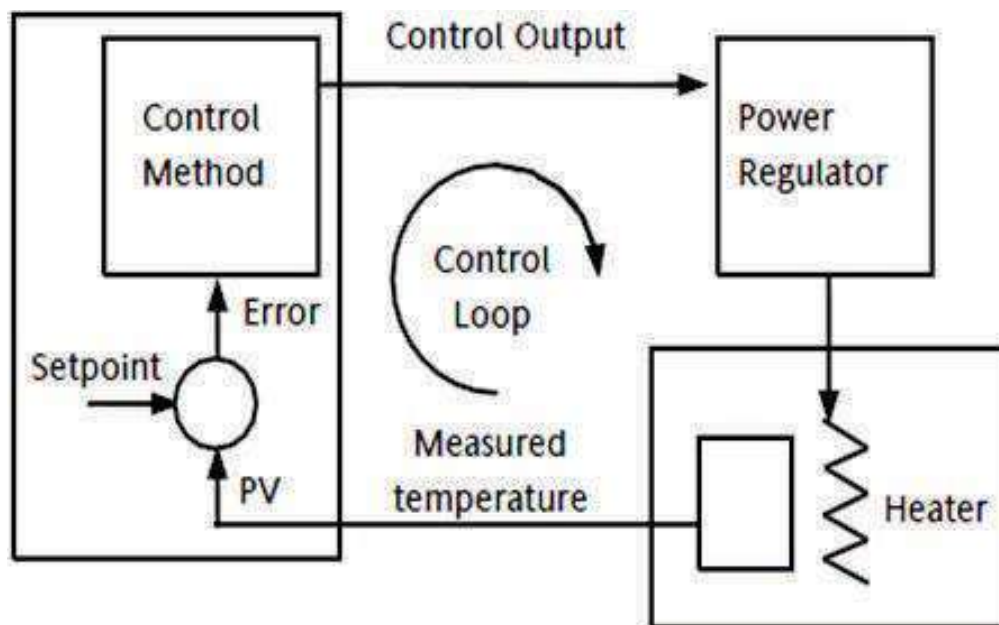 Control Output
Control
Method
Power
Regulator
Control
Loop
Error
Setpoint
Measured
temperature
PV
Heater